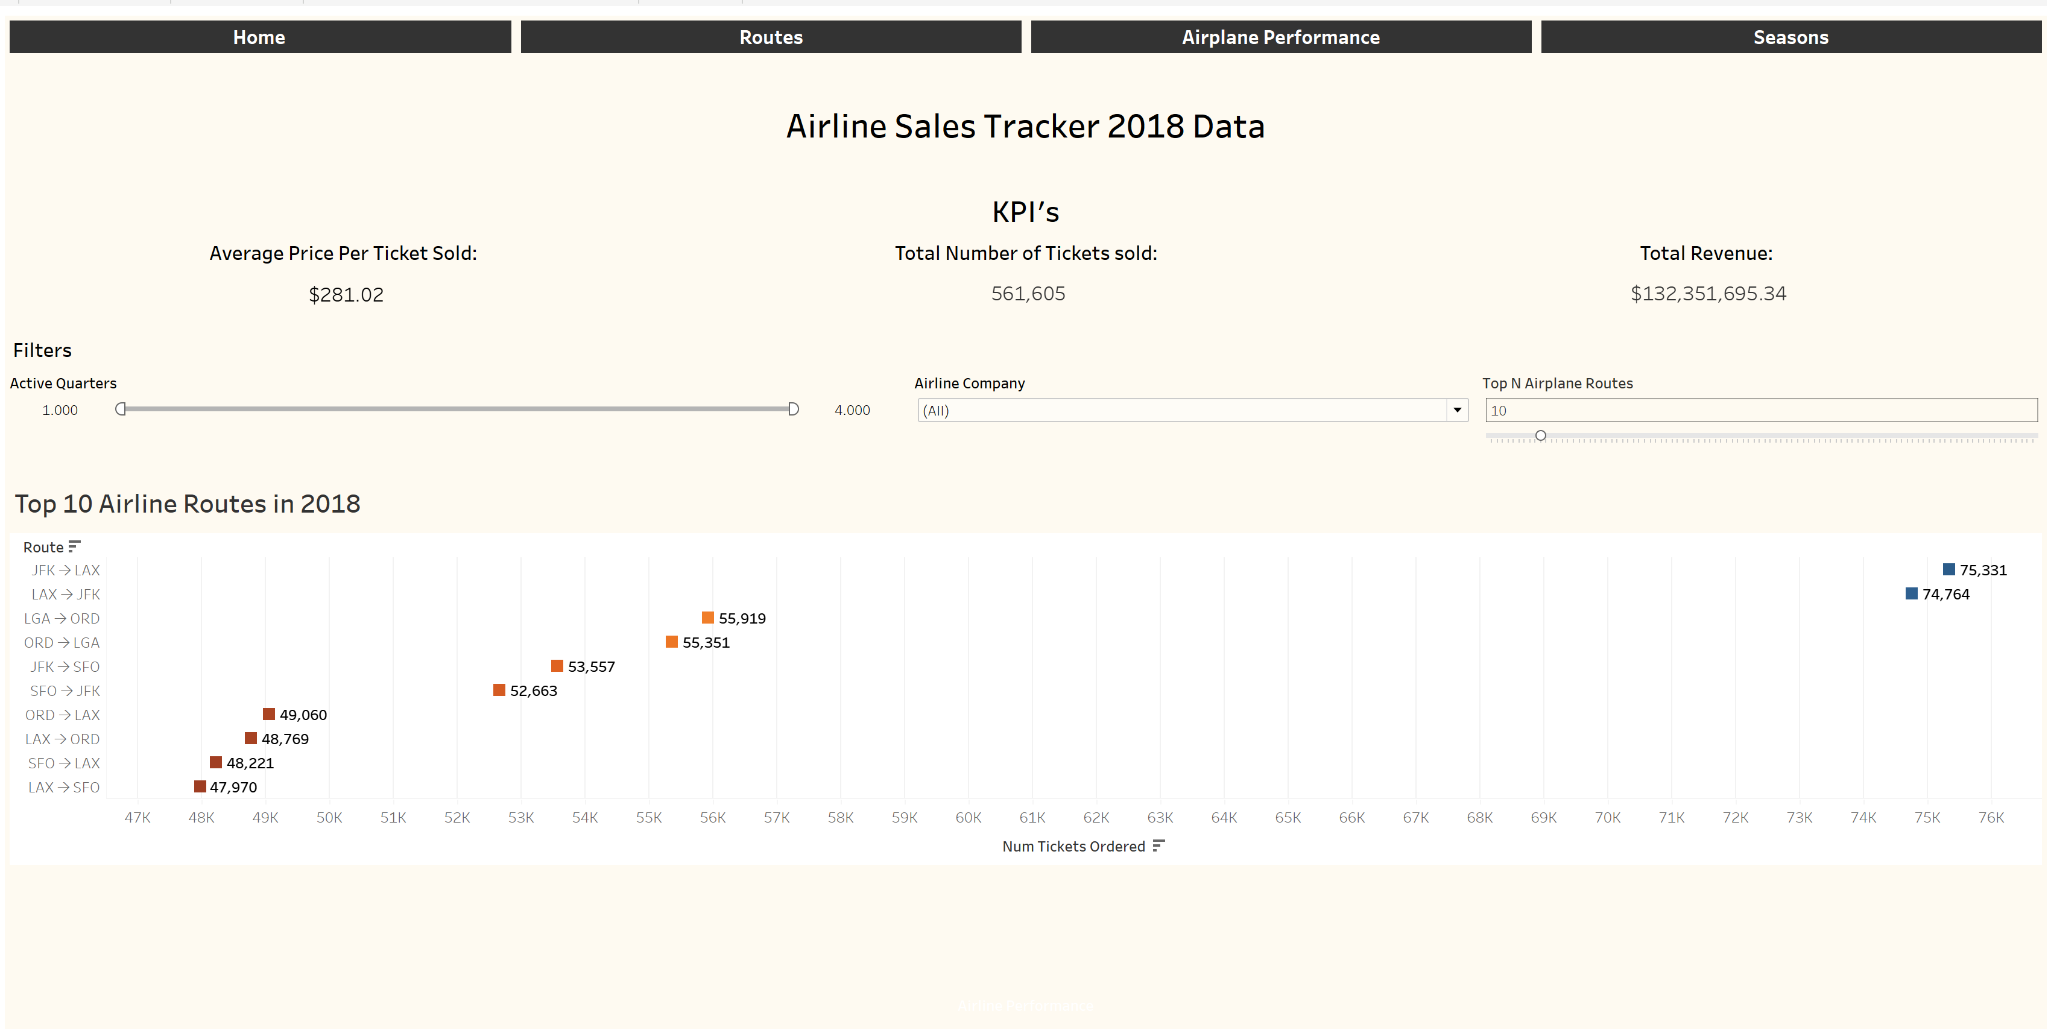 Home Routes Airplane Performance Seasons
Airline Sales Tracker 2018 Data
KPI's
Average Price Per Ticket Sold: Total Number of Tickets sold: Total Revenue:
$281.02 561,605 $132,351,695.34
Filters
Active Quarters Airline Company Top N Airplane Routes
1.000 4.000 (All) 10
Top 10 Airline Routes in 2018
Route
JFK → LAX 75,331
LAX → JFK 74,764
LGA → ORD 55,919
ORD → LGA 55,351
JFK → SFO 53,557
SFO → JFK 52,663
ORD → LAX 49,060
LAX → ORD 48,769
SFO → LAX 48,221
LAX → SFO 47,970
47K 48K 49K 50K 51K 52K 53K 54K 55K 56K 57K 58K 59K 60K 61K 62K 63K 64K 65K 66K 67K 68K 69K 70K 71K 72K 73K 74K 75K 76K
Num Tickets Ordered